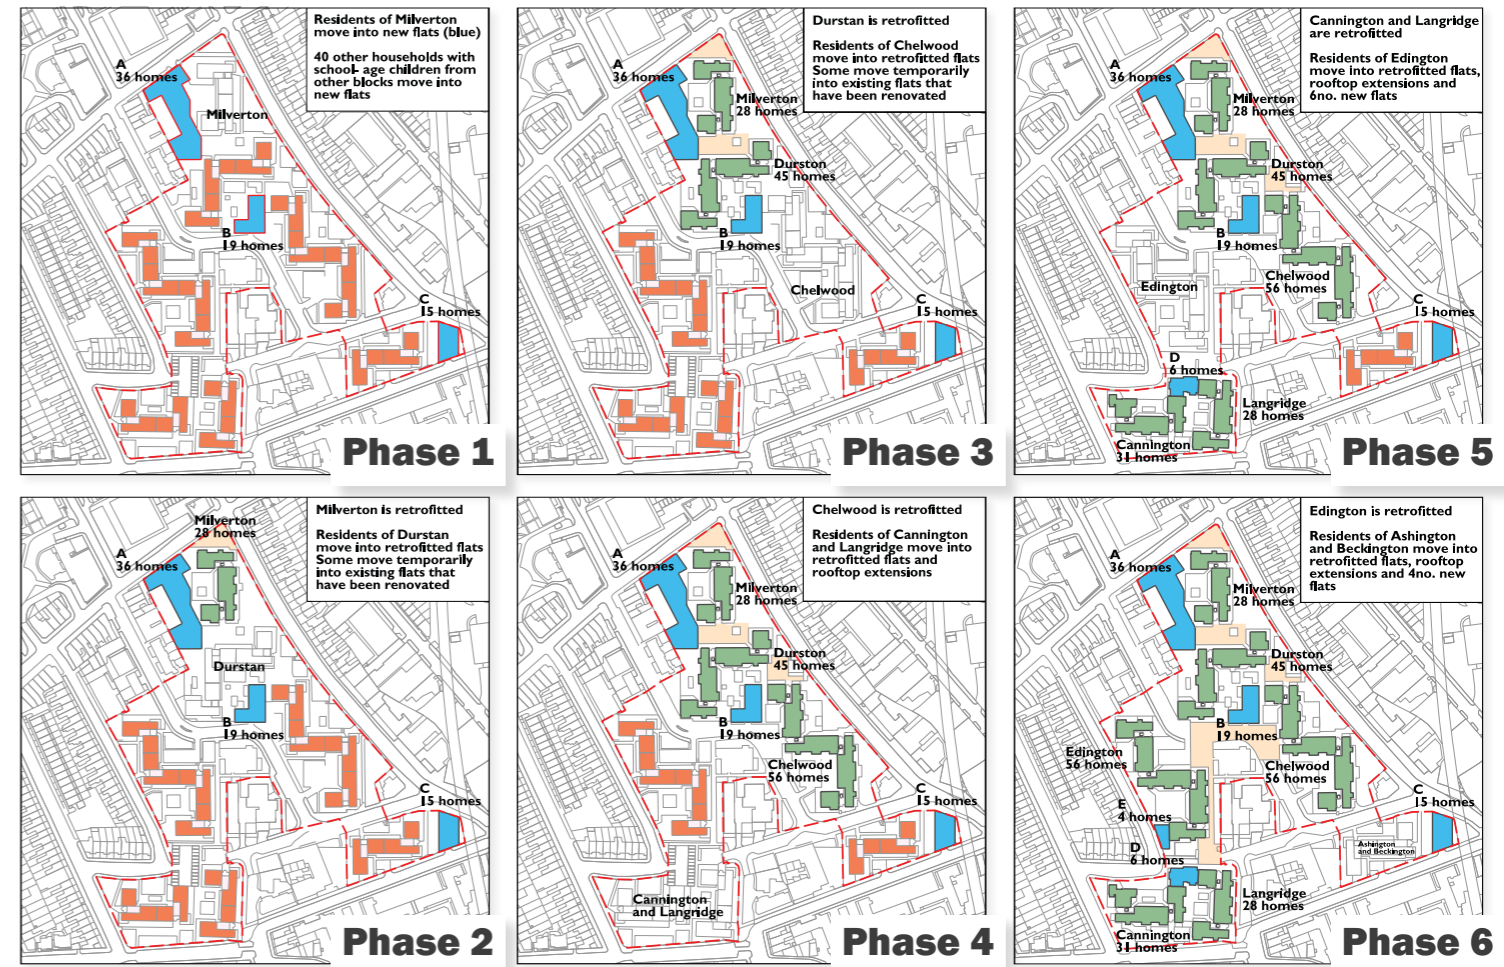 Residents of Milverton
move into new flats (blue)
40 other households with
school- age children from
other blocks move into
new flats
A
36 homes
Milverton
B
19 homes
C
15 homes
Phase 1
Durstan is retrofitted
Residents of Chelwood
move into retrofitted flats
Some move temporarily
into existing flats that
have been renovated
A
36 homes
Milverton
28 homes
Durston
45 homes
B
19 homes
Chelwood
C
15 homes
Phase 3
Cannington and Langridge
are retrofitted
Residents of Edington
move into retrofitted flats,
rooftop extensions and
6no. new flats
A
36 homes
Milverton
28 homes
Durston
45 homes
B
19 homes
Chelwood
56 homes
Edington
C
15 homes
D
6 homes
Langridge
28 homes
Cannington
31 homes
Phase 5
Milverton is retrofitted
Residents of Durstan
move into retrofitted flats
Some move temporarily
into existing flats that
have been renovated
Milverton
28 homes
A
36 homes
Durstan
B
19 homes
C
15 homes
Phase 2
Chelwood is retrofitted
Residents of Cannington
and Langridge move into
retrofitted flats and
rooftop extensions
A
36 homes
Milverton
28 homes
Durston
45 homes
B
19 homes
Chelwood
56 homes
C
15 homes
Cannington
and Langridge
Phase 4
Edington is retrofitted
Residents of Ashington
and Beckington move into
retrofitted flats, rooftop
extensions and 4no. new
flats
A
36 homes
Milverton
28 homes
Durston
45 homes
B
19 homes
Edington
56 homes
Chelwood
56 homes
C
15 homes
E
4 homes
D
6 homes
Ashington
and Beckington
Langridge
28 homes
Cannington
31 homes
Phase 6